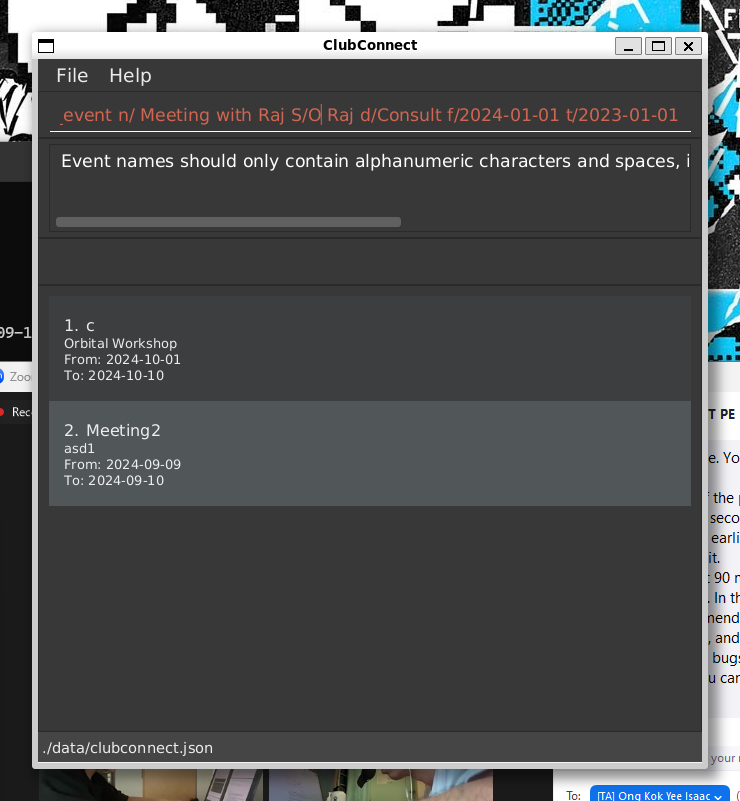 ClubConnect
File Help
_event n/ Meeting with Raj S/O Raj d/Consult f/2024-01-01 t/2023-01-01
Event names should only contain alphanumeric characters and spaces, i
1. c
Orbital Workshop
From: 2024-10-01
To: 2024-10-10
2. Meeting2
asd1
From: 2024-09-09
To: 2024-09-10
./data/clubconnect.json
09-1
Zoo
Rec
T PE
e. Yo
the
seco
earli
it.
90
. In th
mend
, and
bugs
u can
your
To: [TA] Ong Kok Yee Isaac